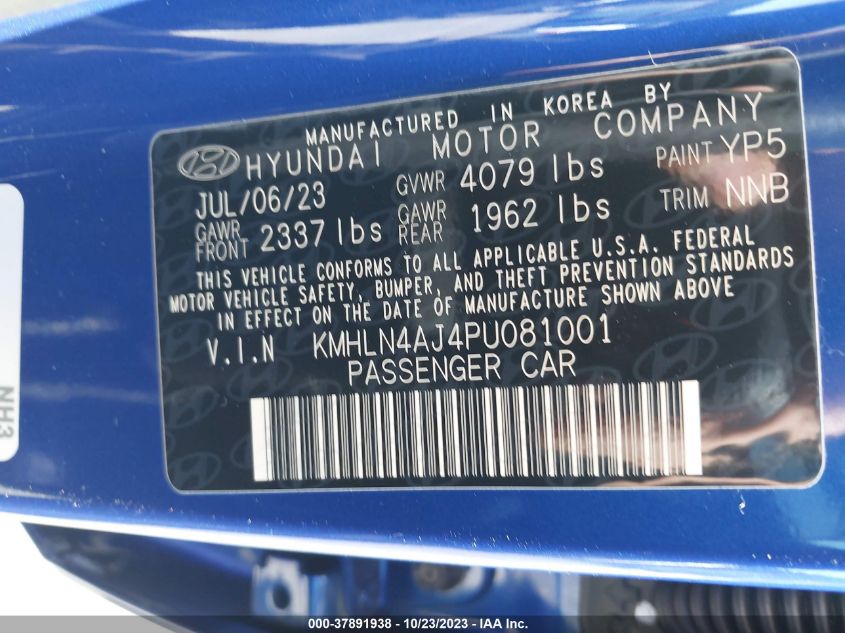 MANUFACTURED IN KOREA BY
HYUNDAI MOTOR COMPANY
JUL/06/23 GVWR 4079 lbs PAINT YP5
GAWR FRONT 2337 lbs GAWR REAR 1962 lbs TRIM NNB
THIS VEHICLE CONFORMS TO ALL APPLICABLE U.S.A. FEDERAL
MOTOR VEHICLE SAFETY, BUMPER, AND THEFT PREVENTION STANDARDS
IN EFFECT ON THE DATE OF MANUFACTURE SHOWN ABOVE
V.I.N KMHLN4AJ4PU081001
PASSENGER CAR
NH3
000-37891938 - 10/23/2023 - IAA Inc.